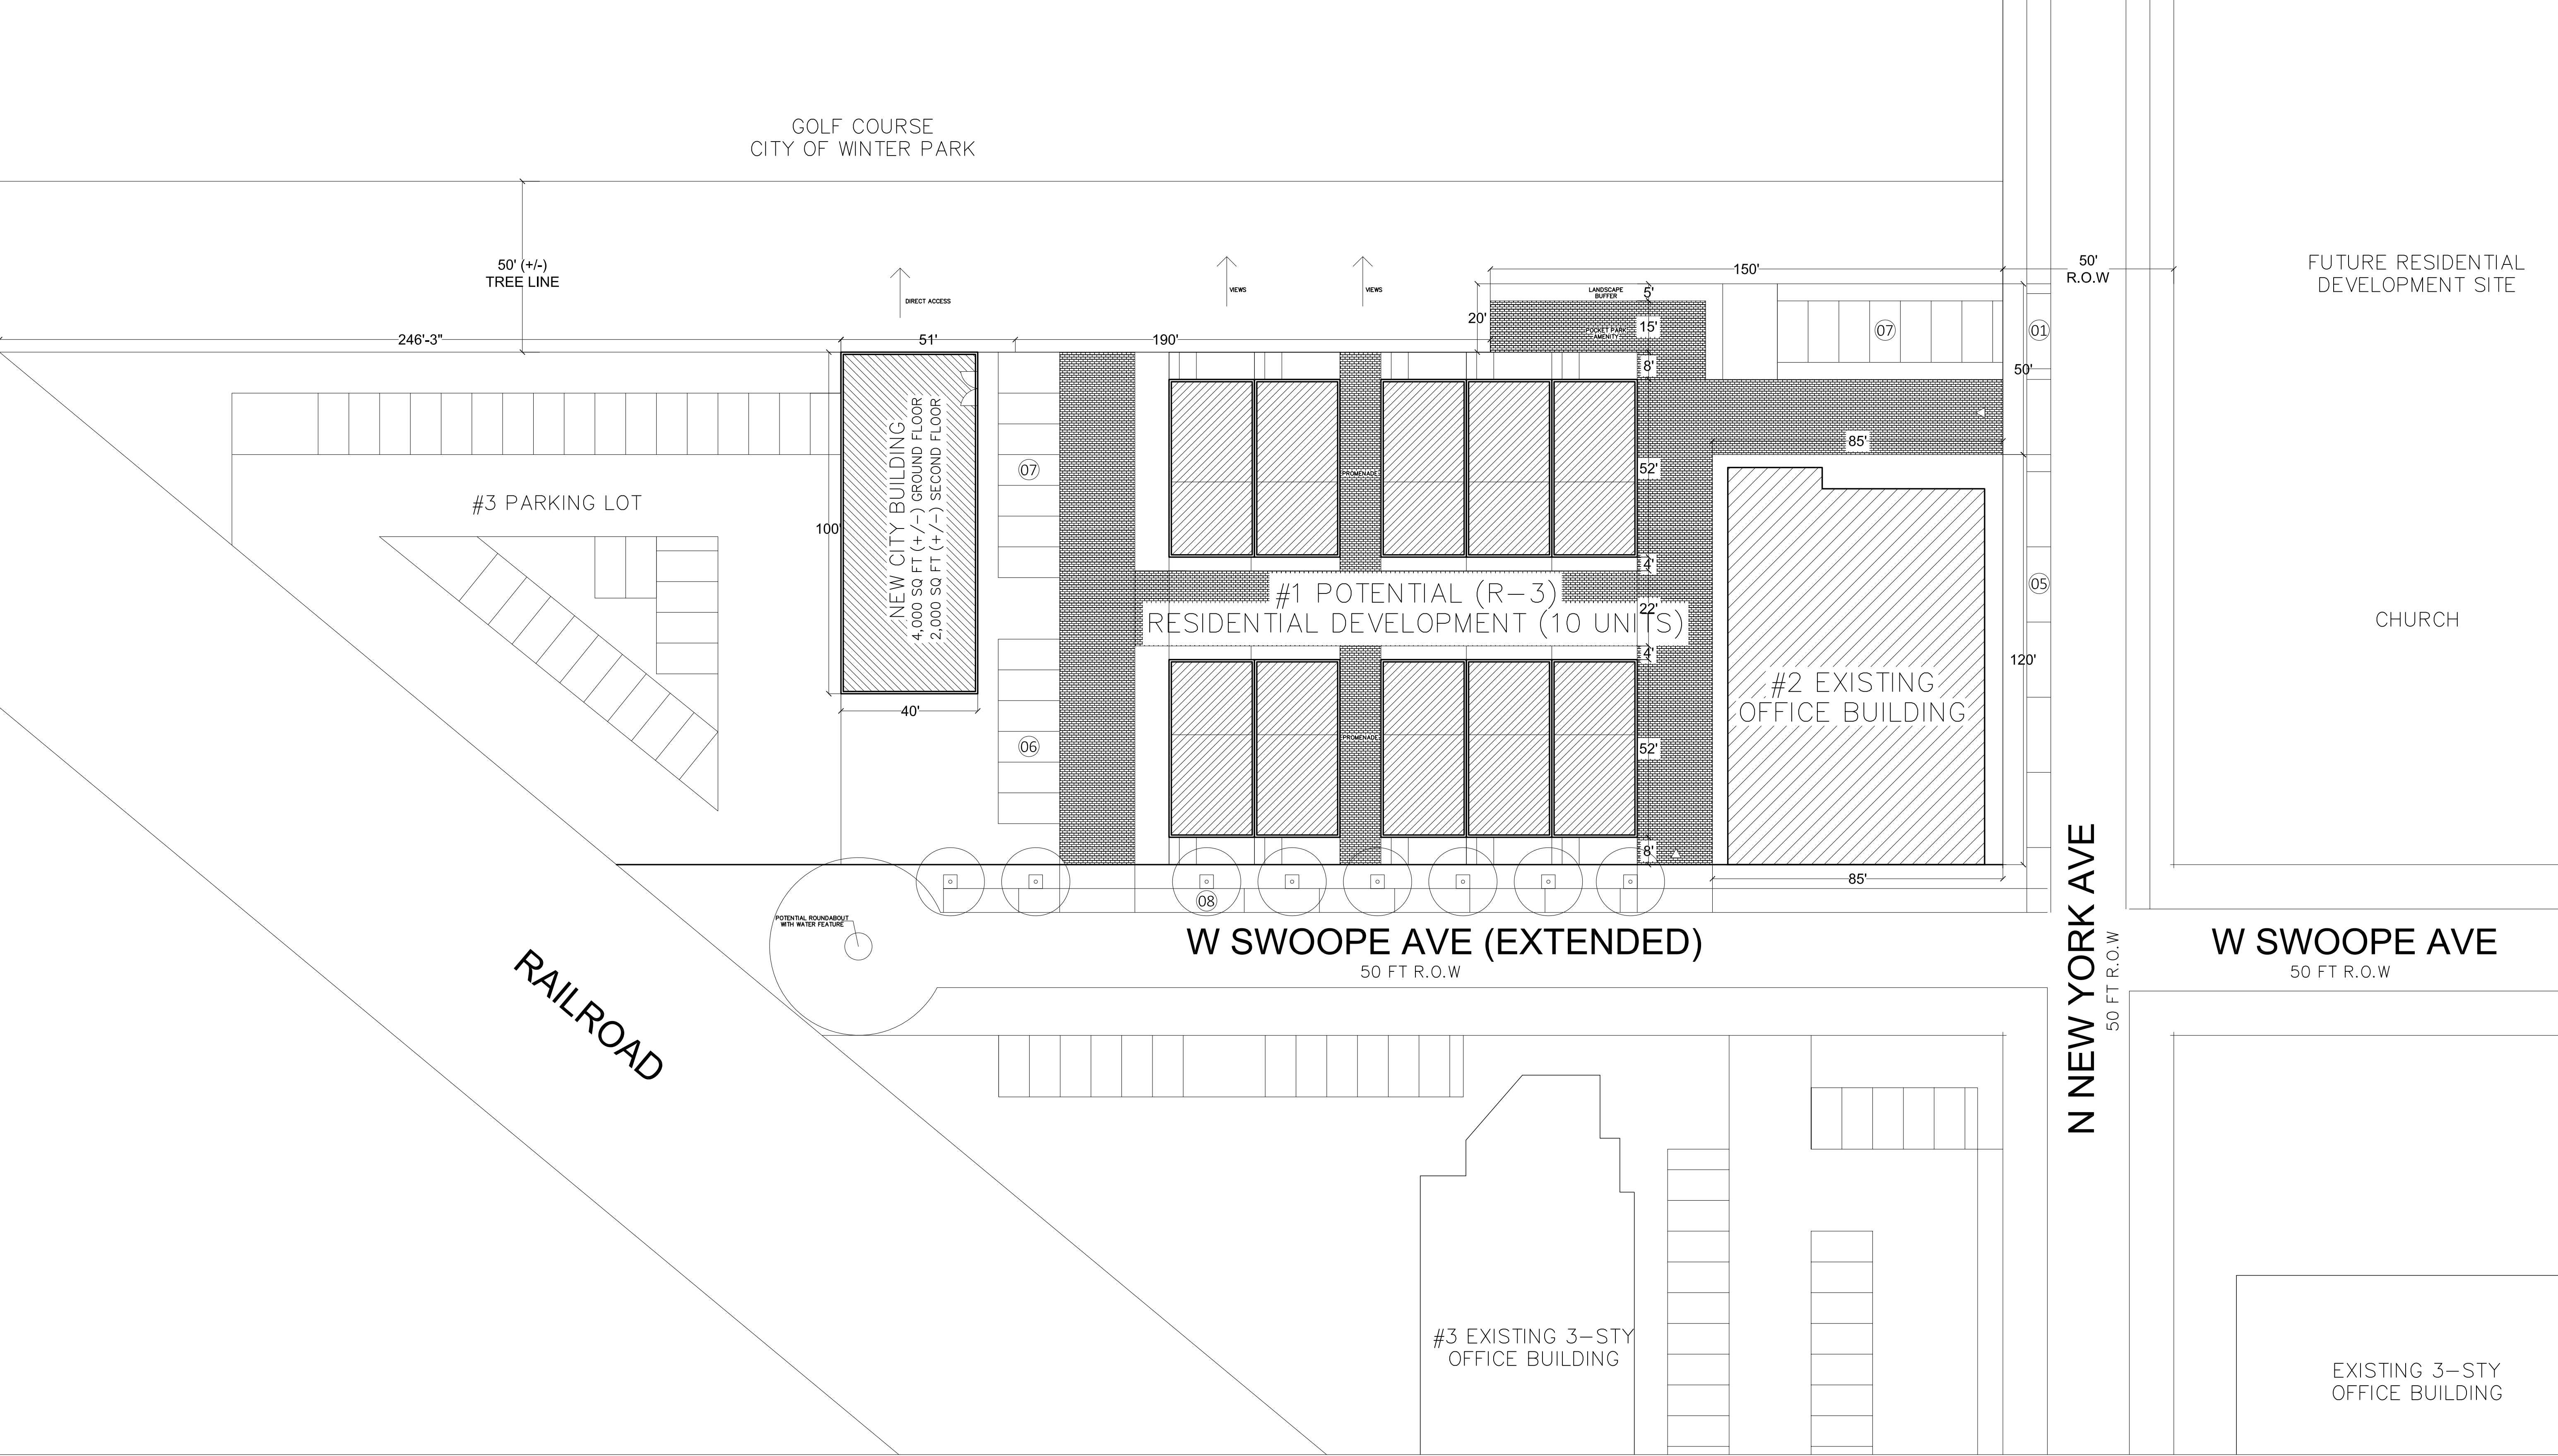 GOLF COURSE
CITY OF WINTER PARK
50' (+/-)
TREE LINE
DIRECT ACCESS
VIEWS
VIEWS
150'
50'
R.O.W
FUTURE RESIDENTIAL
DEVELOPMENT SITE
LANDSCAPE
BUFFER
5'
20'
15'
POCKET PARK
AMENITY
07
01
246'-3"
51'
190'
8'
50'
85'
NEW CITY BUILDING
4,000 SQ FT (+/-) GROUND FLOOR
2,000 SQ FT (+/-) SECOND FLOOR
07
PROMENADE
52'
#3 PARKING LOT
100'
4'
05
#1 POTENTIAL (R-3)
RESIDENTIAL DEVELOPMENT (10 UNITS)
22'
CHURCH
4'
120'
#2 EXISTING
OFFICE BUILDING
40'
06
PROMENADE
52'
8'
85'
08
POTENTIAL ROUNDABOUT
WITH WATER FEATURE
W SWOOPE AVE (EXTENDED)
50 FT R.O.W
N NEW YORK AVE
50 FT R.O.W
W SWOOPE AVE
50 FT R.O.W
RAILROAD
#3 EXISTING 3-STY
OFFICE BUILDING
EXISTING 3-STY
OFFICE BUILDING